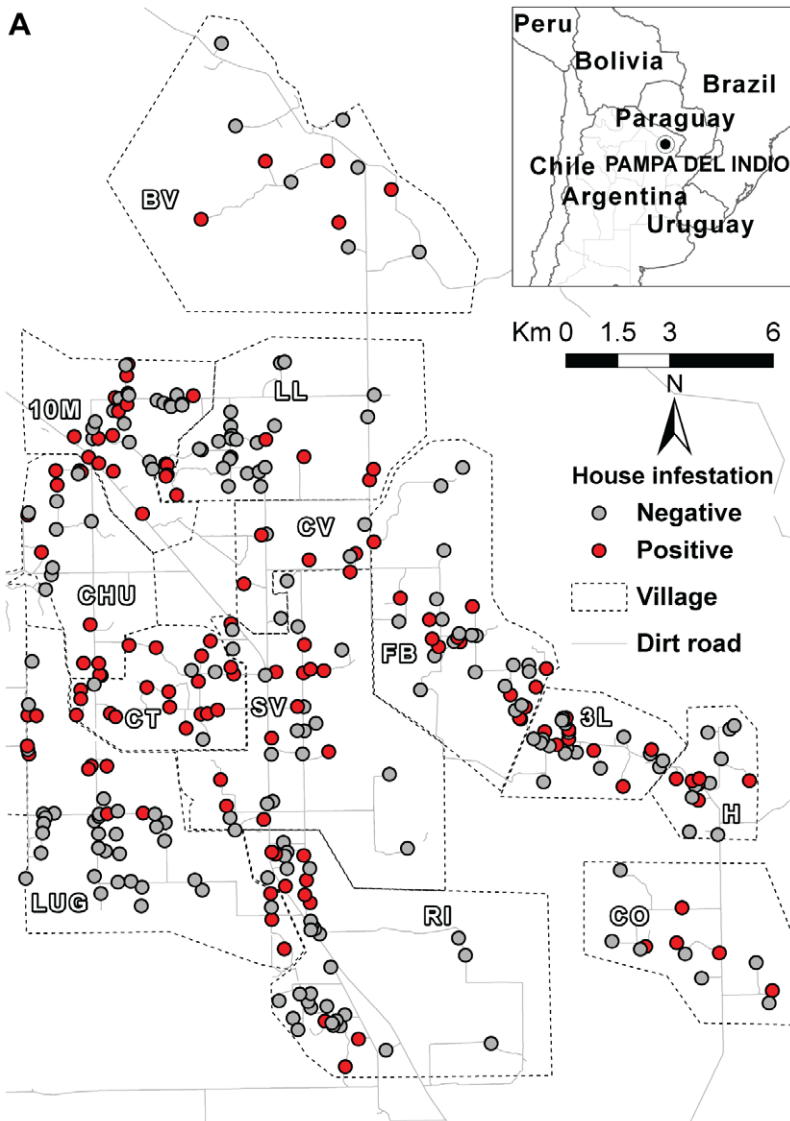 A
Peru
Bolivia
Brazil
Paraguay
Chile PAMPA DEL INDIO
Argentina
Uruguay
BV
Km 0 1.5 3 6
N
LL
10M
House infestation
Negative
Positive
Village
Dirt road
CV
CHU
FB
CT
SV
3L
H
LUG
RI
CO